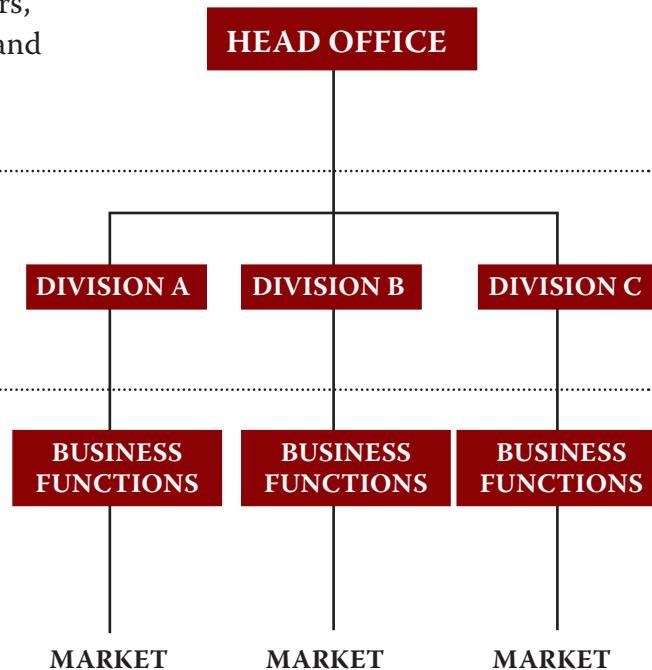 rs,
and
HEAD OFFICE
DIVISION A DIVISION B DIVISION C
BUSINESS FUNCTIONS
BUSINESS FUNCTIONS
BUSINESS FUNCTIONS
MARKET MARKET MARKET